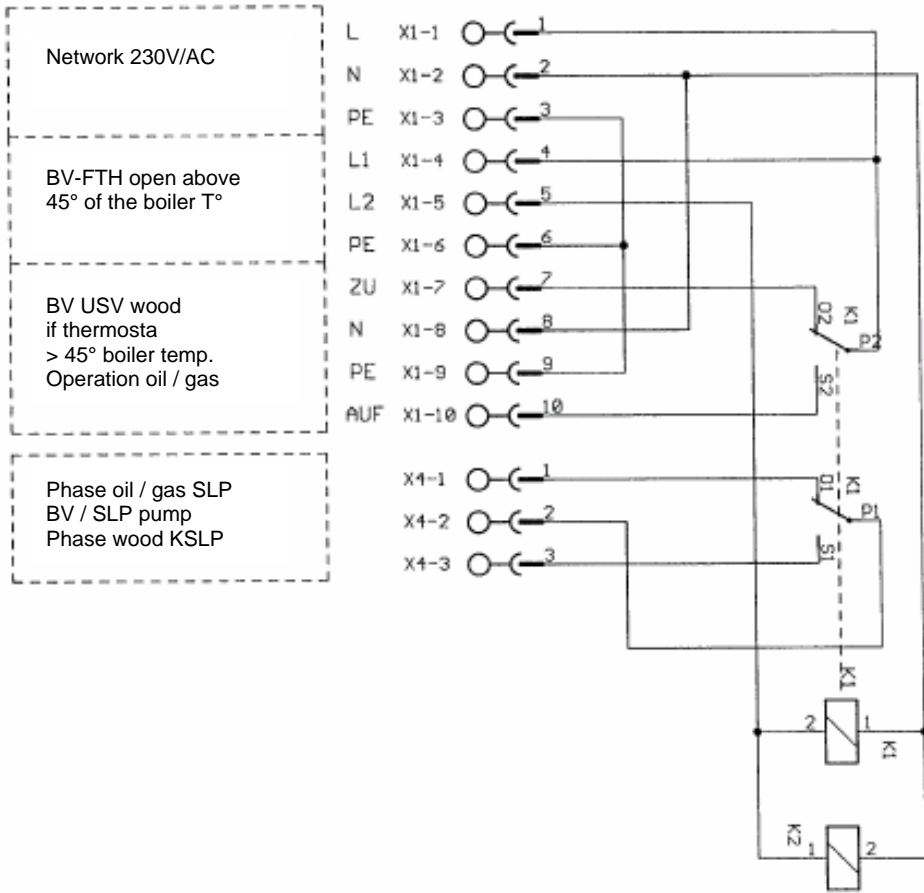 Network 230V/AC
BV-FTH open above
45° of the boiler T°
BV USV wood
if thermosta
> 45° boiler temp.
Operation oil / gas
Phase oil / gas SLP
BV / SLP pump
Phase wood KSLP
L X1-1 1
N X1-2 2
PE X1-3 3
L1 X1-4 4
L2 X1-5 5
PE X1-6 6
ZU X1-7 7
N X1-8 8
PE X1-9 9
AUF X1-10 10
X4-1 1
X4-2 2
X4-3 3
O2 K1
P2
S2
O1 K1
P1
S1
K1
2 1
K1
K2
1 2